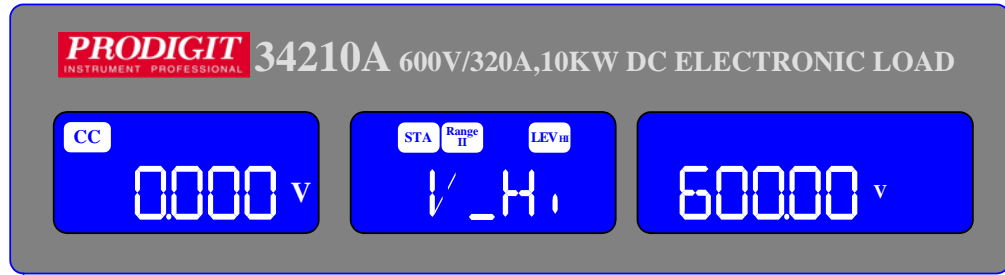 PRODIGIT
INSTRUMENT PROFESSIONAL
34210A 600V/320A,10KW DC ELECTRONIC LOAD
CC
0.000 V
STA Range II LEV HI
V_Hi
600.00 V